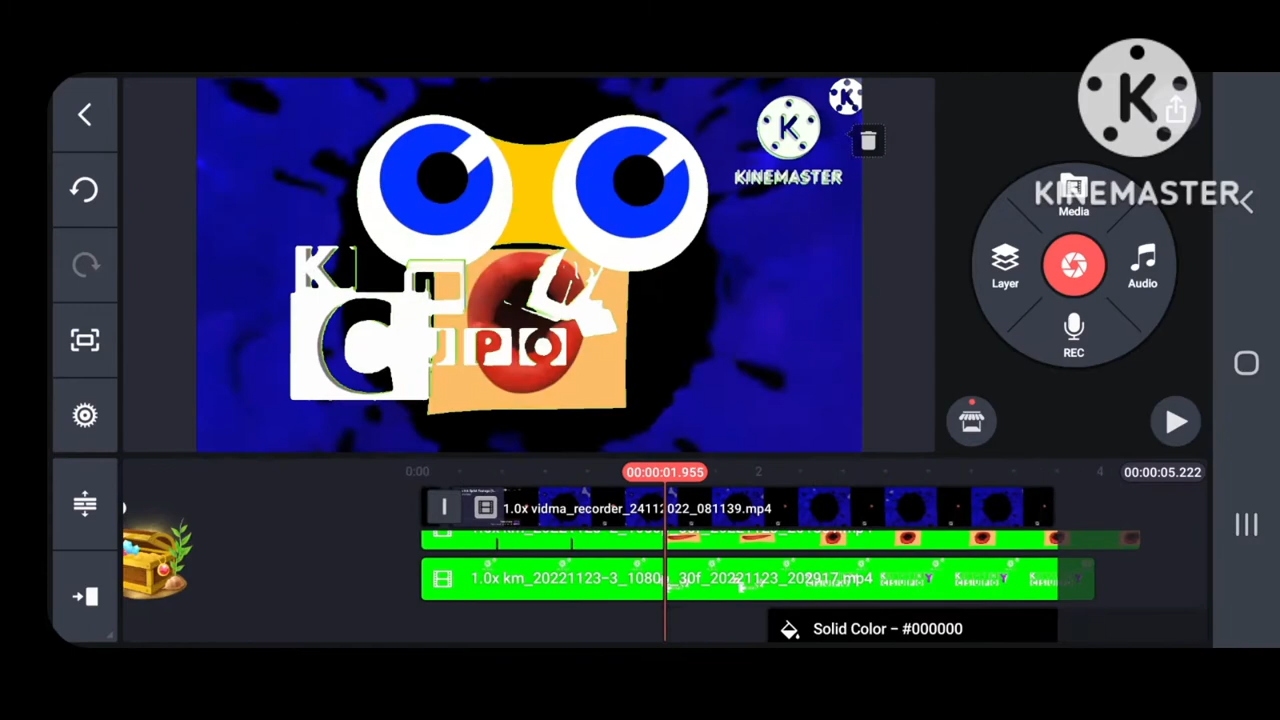 K
KINEMASTER
K
K
KINEMASTER
Media
Layer
Audio
REC
K
C
P O
0:00
00:00:01.955
2
4
00:00:05.222
1.0x vidma_recorder_24112022_081139.mp4
1.0x km_20221123-3_1080p_30f_20221123_202917.mp4
Solid Color – #000000